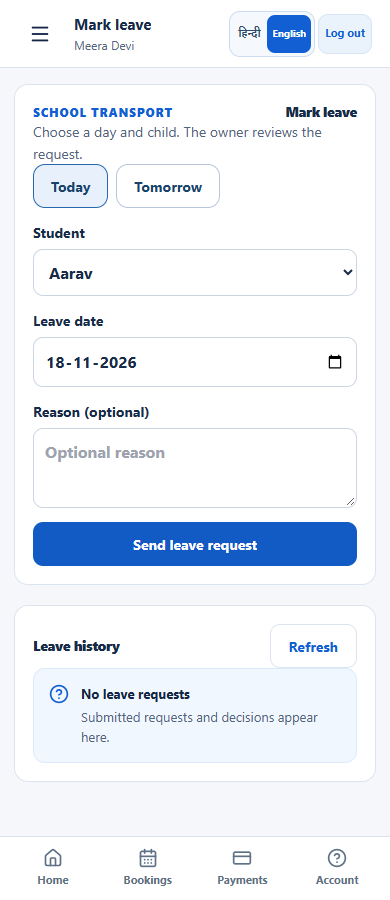 Mark leave
Meera Devi
हिन्दी
English
Log out
SCHOOL TRANSPORT
Mark leave
Choose a day and child. The owner reviews the
request.
Today
Tomorrow
Student
Aarav
Leave date
18-11-2026
Reason (optional)
Optional reason
Send leave request
Leave history
Refresh
No leave requests
Submitted requests and decisions appear
here.
Home
Bookings
Payments
Account